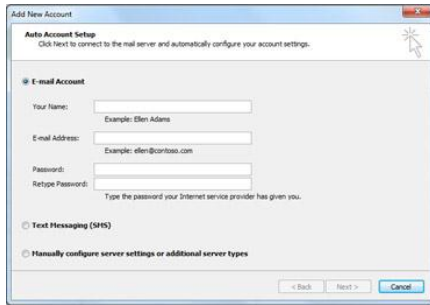 Add New Account
Auto Account Setup
Click Next to connect to the mail server and automatically configure your account settings.
E-mail Account
Your Name:
Example: Ellen Adams
E-mail Address:
Example: ellen@contoso.com
Password:
Retype Password:
Type the password your Internet service provider has given you.
Text Messaging (SMS)
Manually configure server settings or additional server types
< Back Next > Cancel